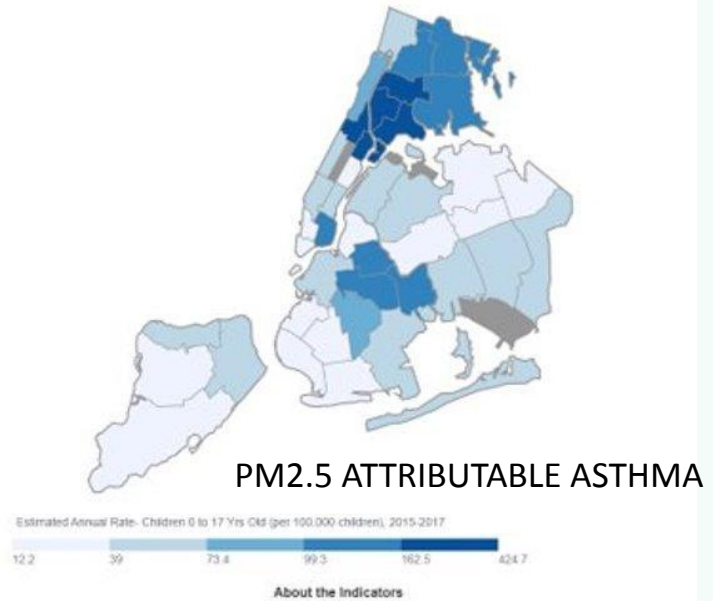 PM2.5 ATTRIBUTABLE ASTHMA
Estimated Annual Rate- Children 0 to 17 Yrs Old (per 100,000 children), 2015-2017
12.2 39 73.4 99.3 162.5 424.7
About the Indicators